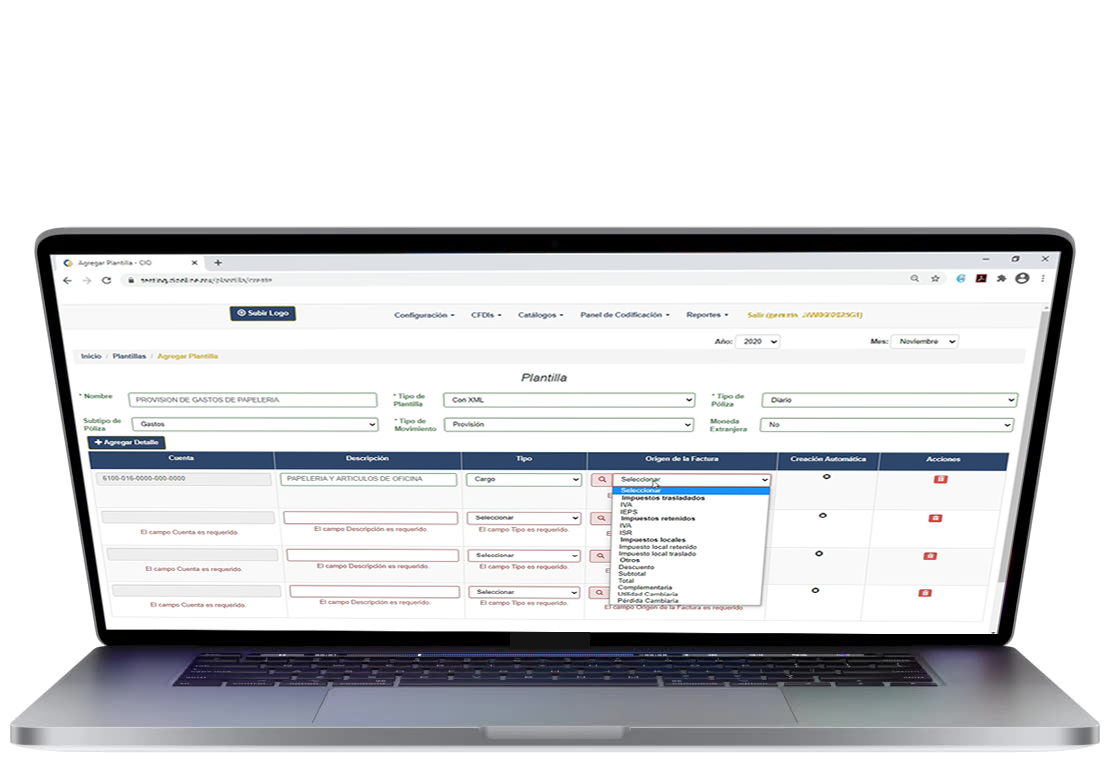 Agregar Plantilla - CIO
Subir Logo
Configuración
CFDIs
Catálogos
Panel de Codificación
Reportes
Salir
Año: 2020
Mes: Noviembre
Inicio / Plantillas / Agregar Plantilla
Plantilla
* Nombre PROVISION DE GASTOS DE PAPELERIA * Tipo de Plantilla Con XML * Tipo de Póliza Diario
Subtipo de Póliza Gastos * Tipo de Movimiento Provisión Moneda Extranjera No
+ Agregar Detalle
Cuenta Descripción Tipo Origen de la Factura Creación Automática Acciones
6100-016-0000-000-0000 PAPELERIA Y ARTICULOS DE OFICINA Cargo Seleccionar
Seleccionar
Impuestos trasladados
IVA
IEPS
Impuestos retenidos
IVA
ISR
Impuestos locales
Impuesto local retenido
Impuesto local traslado
Otros
Descuento
Subtotal
Total
Complementaria
Utilidad Cambiaria
Pérdida Cambiaria
Seleccionar
El campo Cuenta es requerido. El campo Descripción es requerido. El campo Tipo es requerido.
Seleccionar
El campo Cuenta es requerido. El campo Descripción es requerido. El campo Tipo es requerido.
Seleccionar
El campo Cuenta es requerido. El campo Descripción es requerido. El campo Tipo es requerido. El campo Origen de la Factura es requerido.